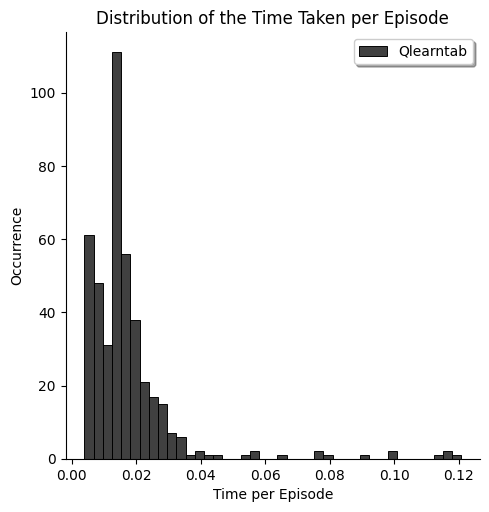 Distribution of the Time Taken per Episode
Qlearntab
100
80
60
40
20
0
Occurrence
0.00 0.02 0.04 0.06 0.08 0.10 0.12
Time per Episode